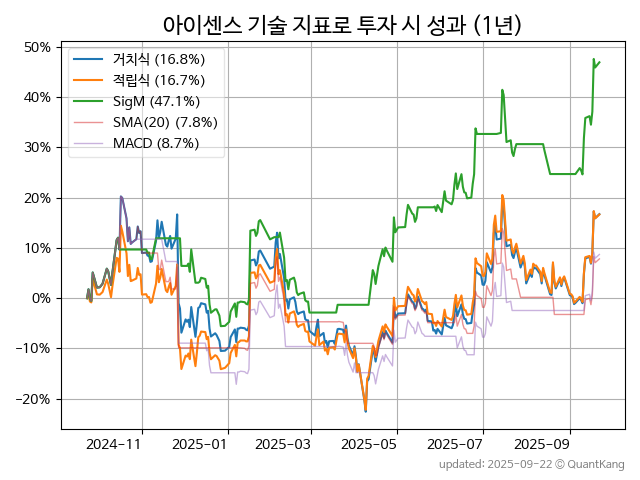 아이센스 기술 지표로 투자 시 성과 (1년)
거치식 (16.8%)
적립식 (16.7%)
SigM (47.1%)
SMA(20) (7.8%)
MACD (8.7%)
50%
40%
30%
20%
10%
0%
−10%
−20%
2024-11
2025-01
2025-03
2025-05
2025-07
2025-09
updated: 2025-09-22 © QuantKang